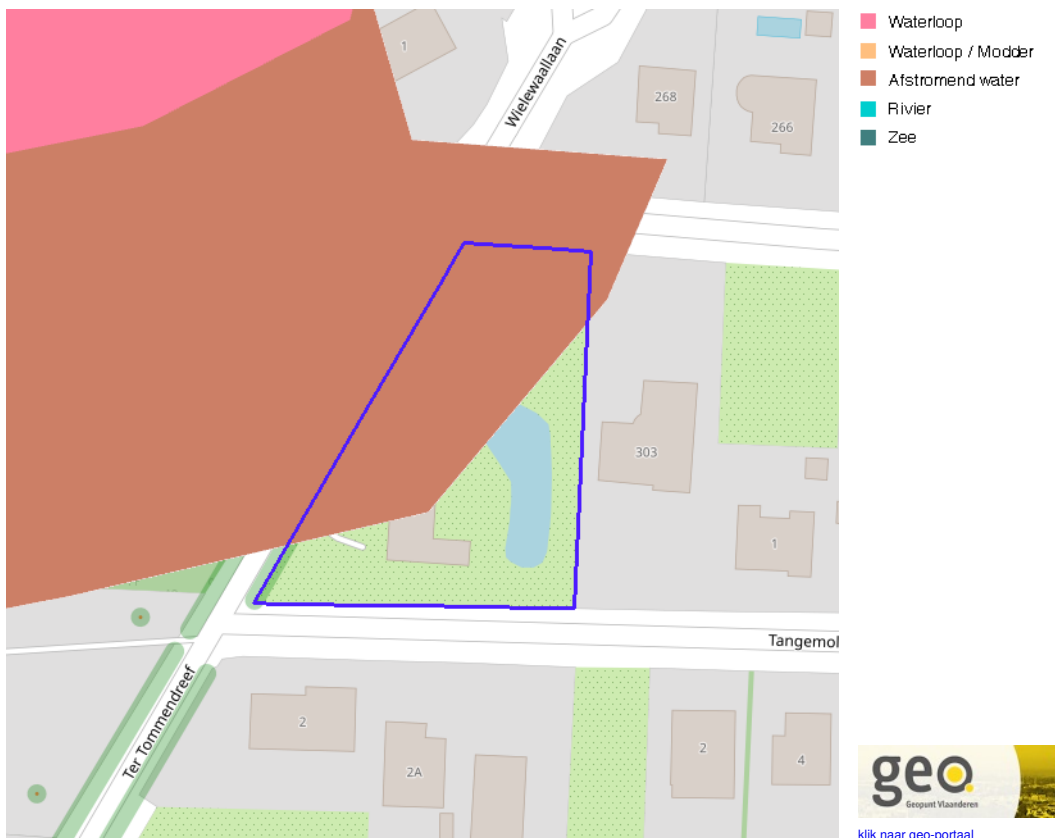 1
Wielewaallaan
268
266
303
1
Tangemol
Ter Tommendreef
2
2A
2
4
Waterloop
Waterloop / Modder
Afstromend water
Rivier
Zee
geo
Geopunt Vlaanderen
klik naar geo-portaal